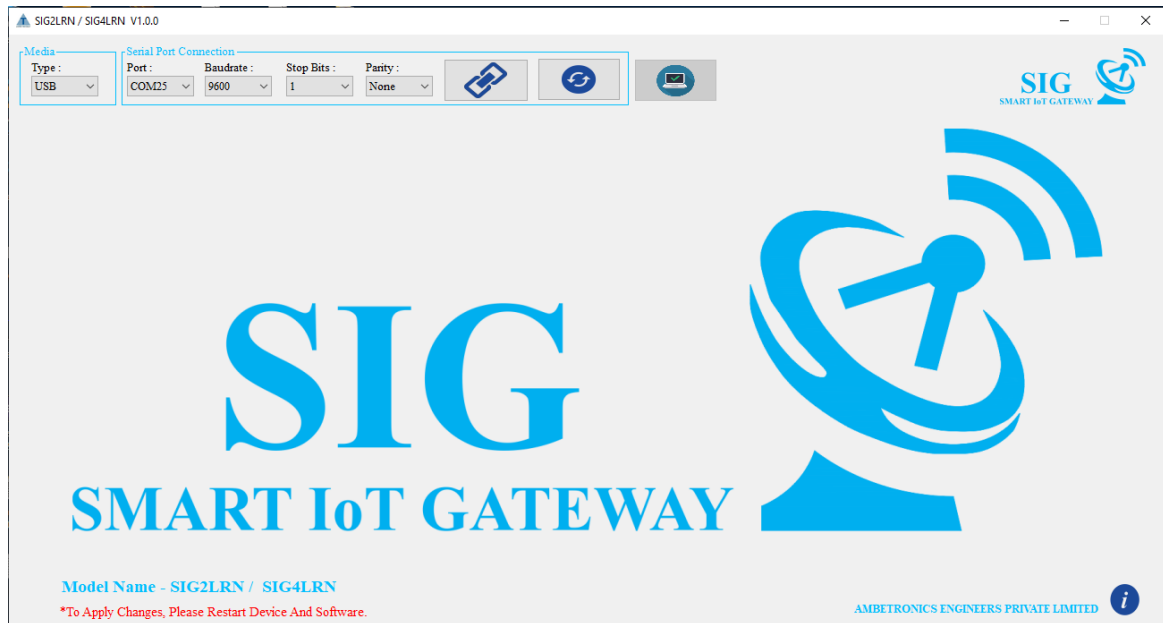 SIG2LRN / SIG4LRN V1.0.0
Media
Type :
USB
Serial Port Connection
Port : Baudrate : Stop Bits : Parity :
COM25 9600 1 None
SIG
SMART IoT GATEWAY
SIG
SMART IoT GATEWAY
Model Name - SIG2LRN / SIG4LRN
*To Apply Changes, Please Restart Device And Software.
AMBETRONICS ENGINEERS PRIVATE LIMITED
i